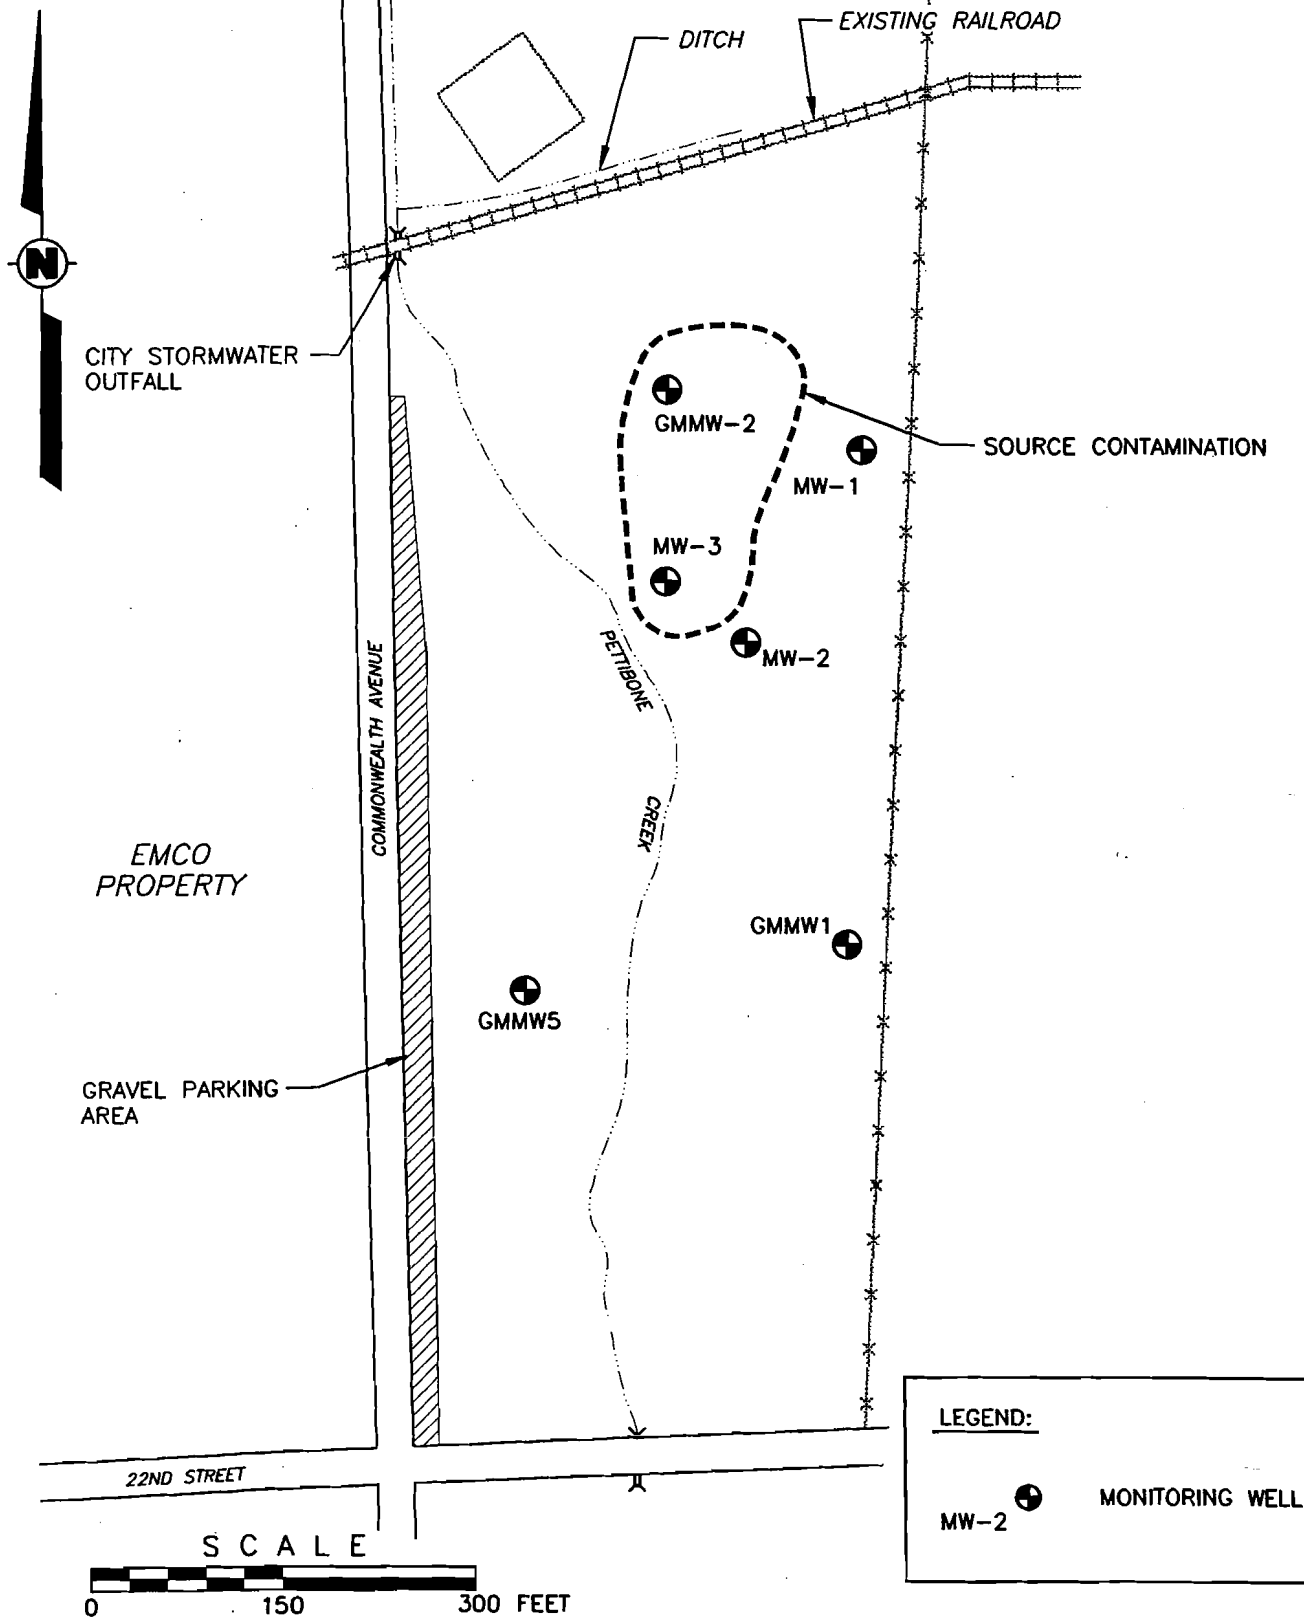 EXISTING RAILROAD
DITCH
N
CITY STORMWATER
OUTFALL
GMMW-2
SOURCE CONTAMINATION
MW-1
MW-3
MW-2
PETTIBONE
CREEK
COMMONWEALTH AVENUE
EMCO
PROPERTY
GMMW1
GMMW5
GRAVEL PARKING
AREA
22ND STREET
LEGEND:
MONITORING WELL
MW-2
SCALE
0 150 300 FEET